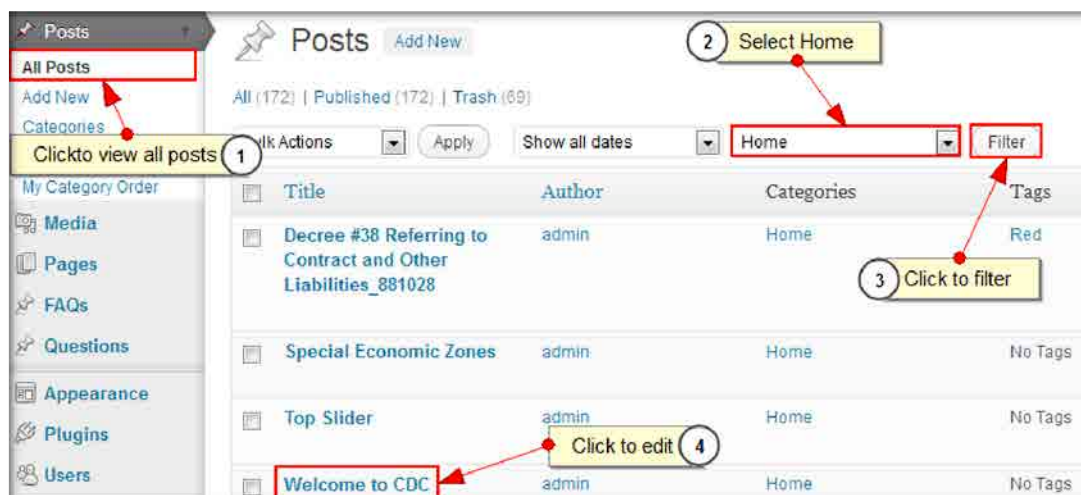 Posts
All Posts
Add New
Categories
Clickto view all posts 1
My Category Order
Media
Pages
FAQs
Questions
Appearance
Plugins
Users
Posts Add New
2 Select Home
All (172) | Published (172) | Trash (69)
lk Actions Apply Show all dates Home Filter
Title Author Categories Tags
Decree #38 Referring to admin Home Red
Contract and Other
Liabilities_881028
3 Click to filter
Special Economic Zones admin Home No Tags
Top Slider admin Home No Tags
Click to edit 4
Welcome to CDC admin Home No Tags